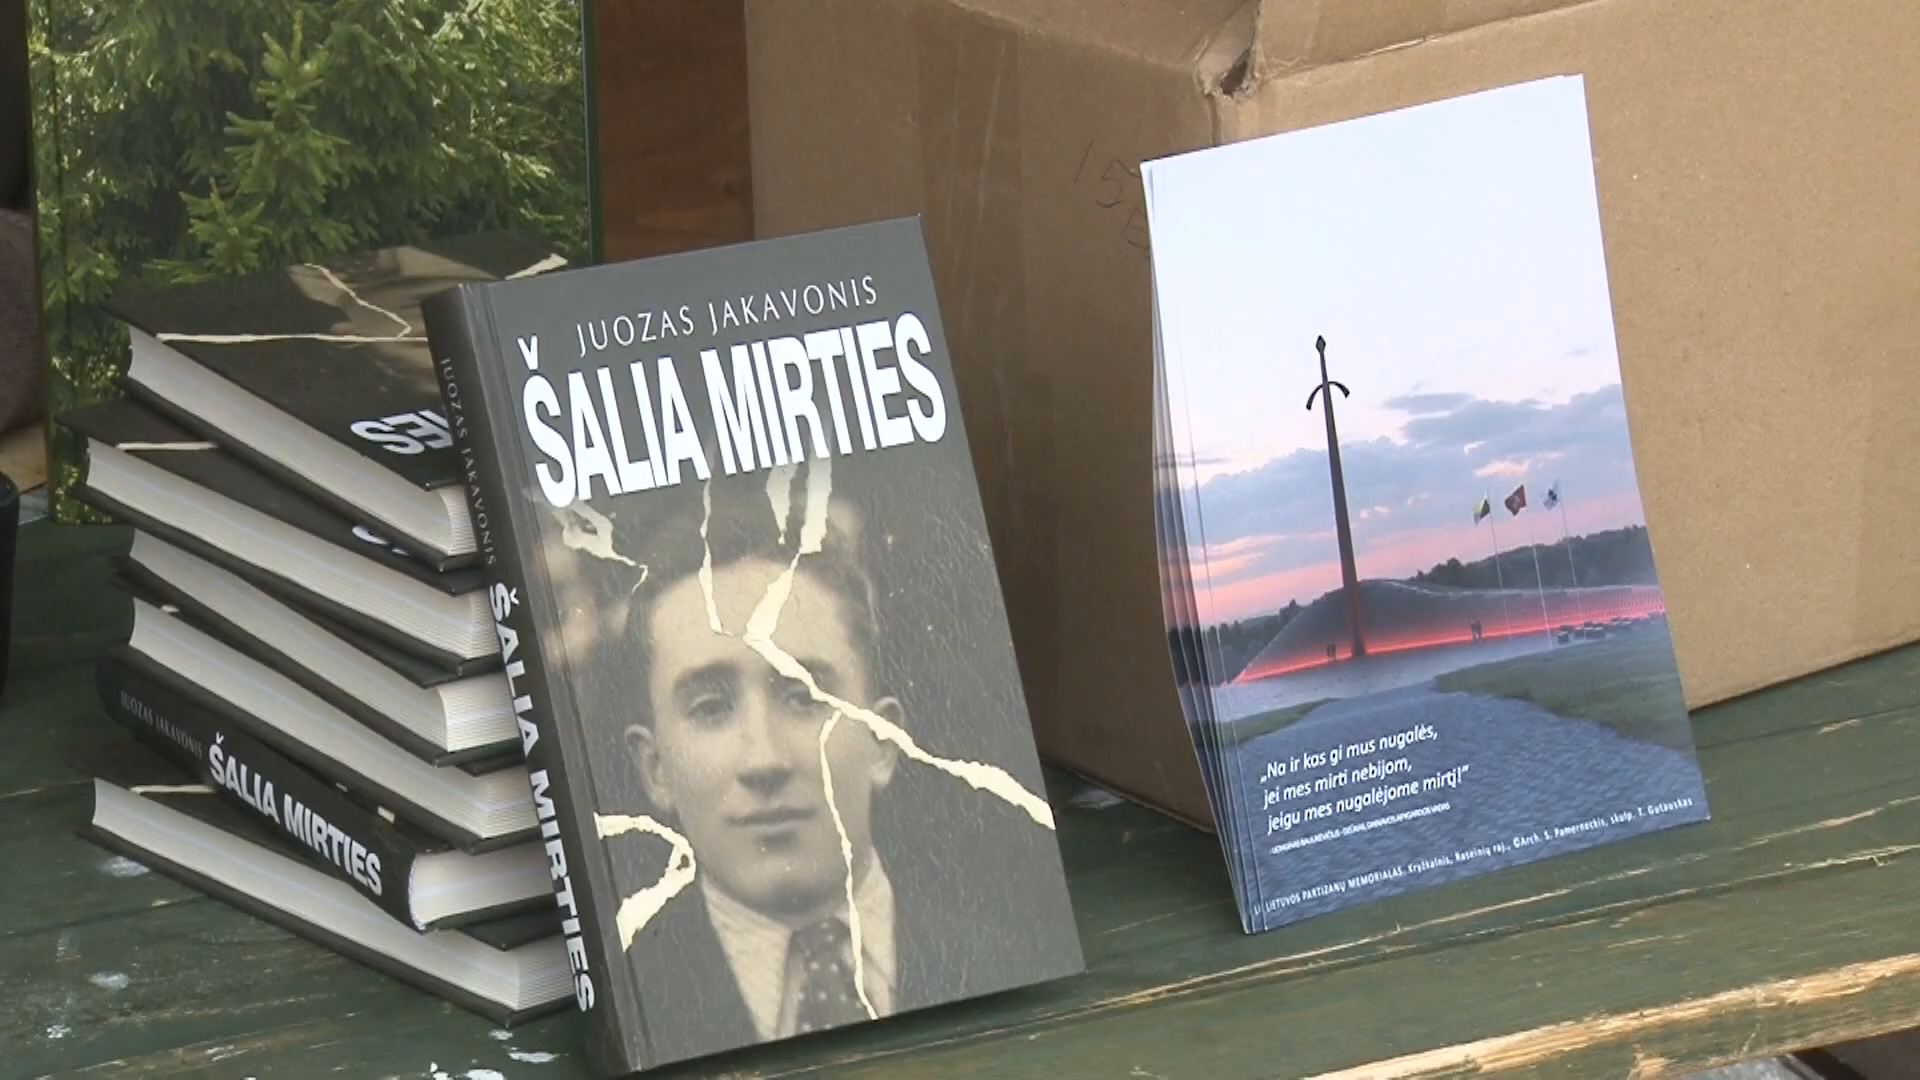 JUOZAS JAKAVONIS
ŠALIA MIRTIES
JUOZAS JAKAVONIS ŠALIA MIRTIES
JUOZAS JAKAVONIS ŠALIA MIRTIES
„Na ir kas gi mus nugalės,
jei mes mirti nebijom,
jeigu mes nugalėjome mirtį!"
LIETUVOS PARTIZANŲ MEMORIALAS. Kryžkalnis, Raseinių raj., ©Arch. S. Pamerneckis, skulp. T. Gutauskas